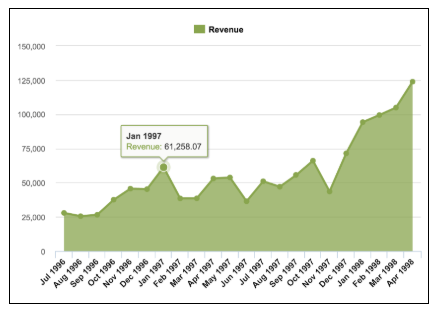 Revenue
150,000
125,000
100,000
75,000
50,000
25,000
0
Jan 1997
Revenue: 61,258.07
Jul 1996
Aug 1996
Sep 1996
Oct 1996
Nov 1996
Dec 1996
Jan 1997
Feb 1997
Mar 1997
Apr 1997
May 1997
Jun 1997
Jul 1997
Aug 1997
Sep 1997
Oct 1997
Nov 1997
Dec 1997
Jan 1998
Feb 1998
Mar 1998
Apr 1998